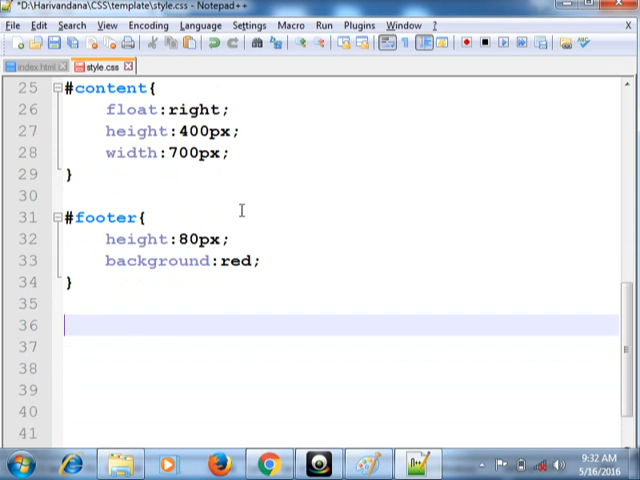 *D:\Harivandana\CSS\template\style.css - Notepad++
File Edit Search View Encoding Language Settings Macro Run Plugins Window ? X
index.html style.css
25 #content{
26 float:right;
27 height:400px;
28 width:700px;
29 }
30
31 #footer{
32 height:80px;
33 background:red;
34 }
35
36
37
38
39
40
41
9:32 AM
5/16/2016